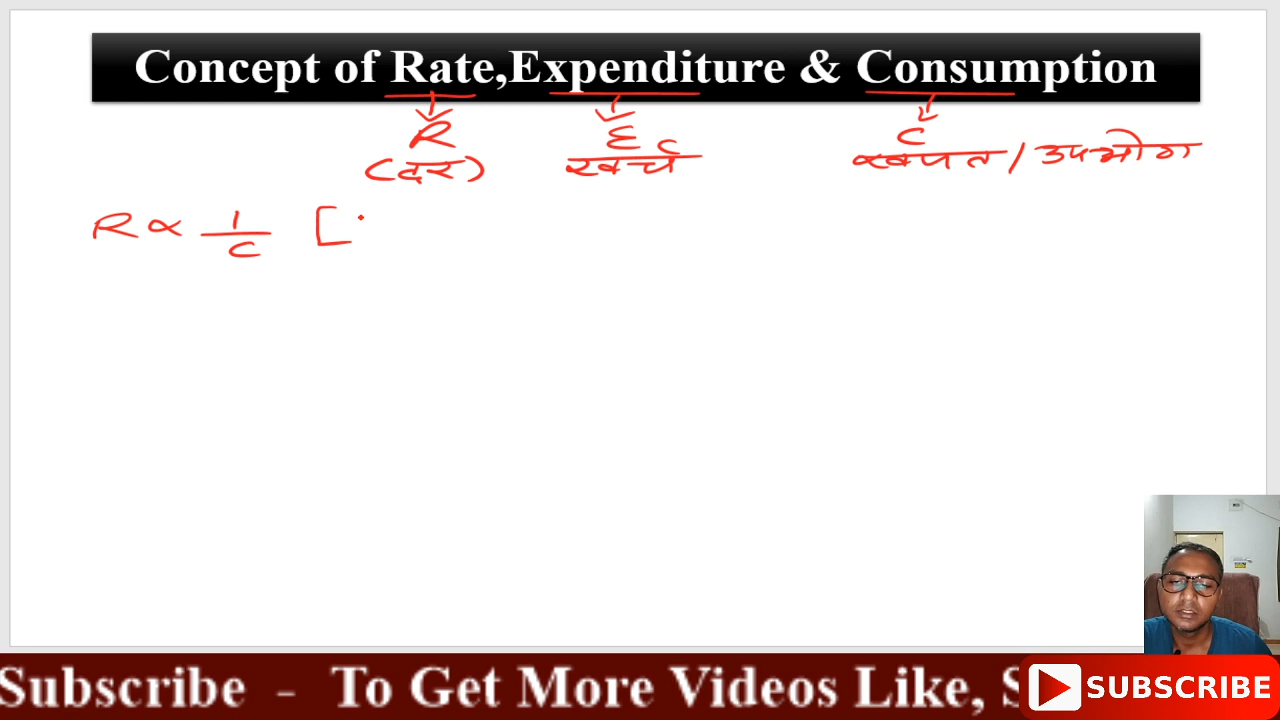 Concept of Rate,Expenditure & Consumption
R E C
(दर) खर्च खपत / उपभोग
R ∝ 1/C [
Subscribe - To Get More Videos Like, S
SUBSCRIBE